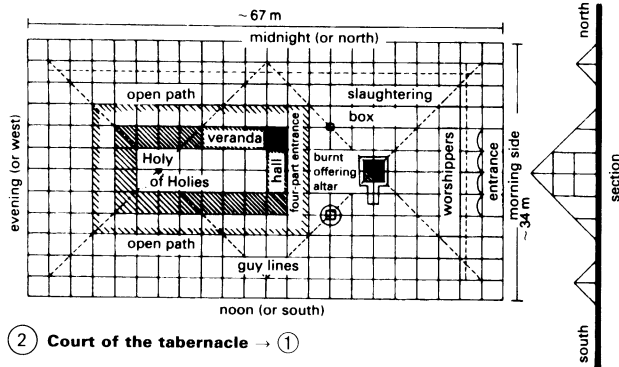 ~67 m
midnight (or north)
open path
slaughtering
box
veranda
Holy
of Holies
hall
four-part entrance
burnt
offering
altar
worshippers
entrance
morning side
~34 m
evening (or west)
open path
guy lines
noon (or south)
north
section
south
2 Court of the tabernacle → 1